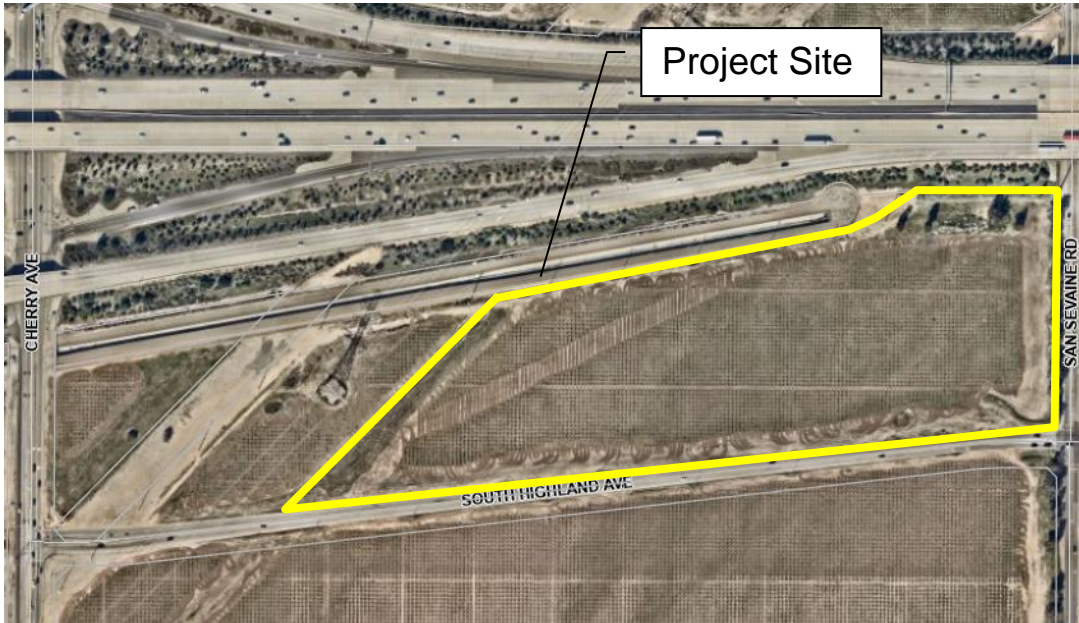 Project Site
CHERRY AVE
SAN SEVAINE RD
SOUTH HIGHLAND AVE